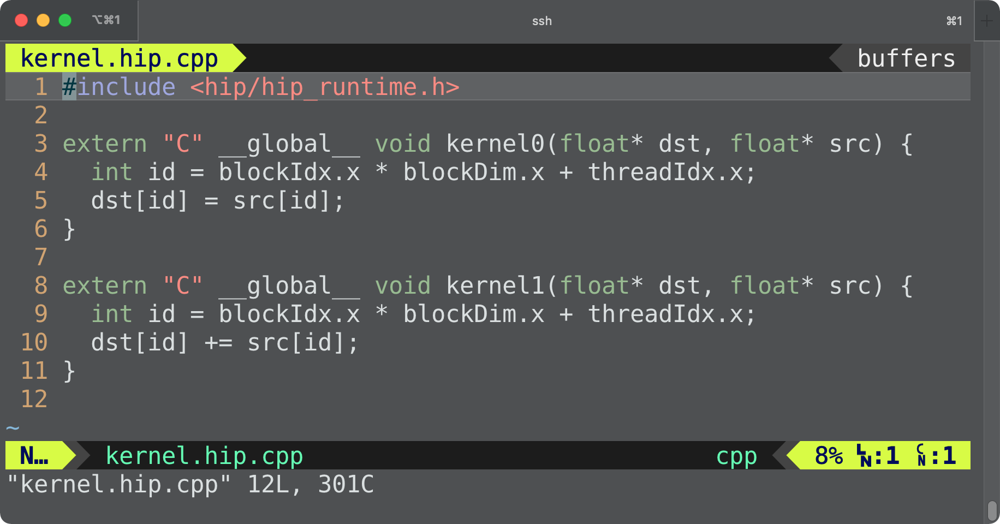 ⌥⌘1 ssh ⌘1 +
kernel.hip.cpp buffers
1 #include <hip/hip_runtime.h>
2
3 extern "C" __global__ void kernel0(float* dst, float* src) {
4   int id = blockIdx.x * blockDim.x + threadIdx.x;
5   dst[id] = src[id];
6 }
7
8 extern "C" __global__ void kernel1(float* dst, float* src) {
9   int id = blockIdx.x * blockDim.x + threadIdx.x;
10   dst[id] += src[id];
11 }
12
~
N… kernel.hip.cpp cpp 8% LN:1 CN:1
"kernel.hip.cpp" 12L, 301C